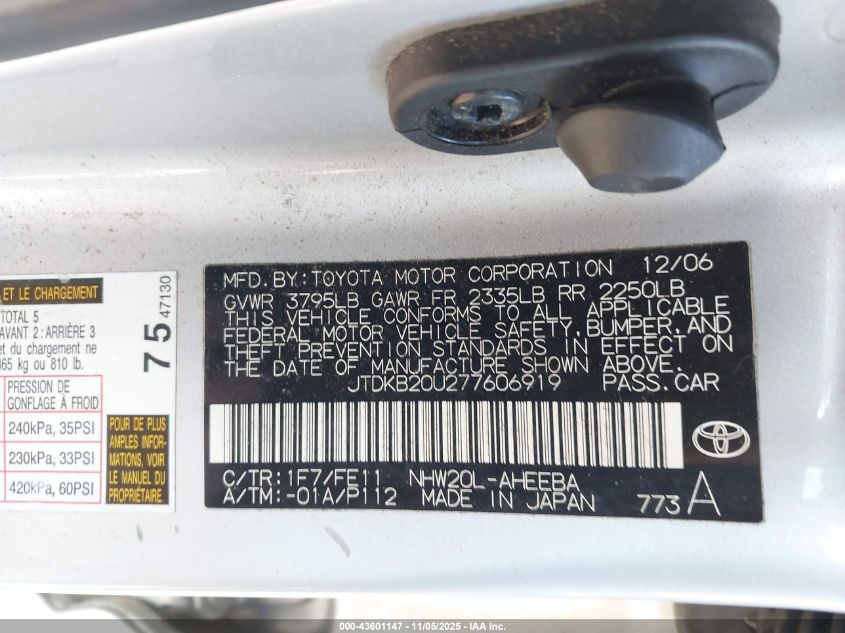 ET LE CHARGEMENT
TOTAL 5
AVANT 2 : ARRIÈRE 3
et du chargement ne
365 kg ou 810 lb.
PRESSION DE
GONFLAGE À FROID
240kPa, 35PSI
230kPa, 33PSI
420kPa, 60PSI
75 47130
POUR DE PLUS
AMPLES INFOR-
MATIONS, VOIR
LE MANUEL DU
PROPRIÉTAIRE.
MFD.BY:TOYOTA MOTOR CORPORATION 12/06
GVWR 3795LB GAWR FR 2335LB RR 2250LB
THIS VEHICLE CONFORMS TO ALL APPLICABLE
FEDERAL MOTOR VEHICLE SAFETY, BUMPER, AND
THEFT PREVENTION STANDARDS IN EFFECT ON
THE DATE OF MANUFACTURE SHOWN ABOVE.
JTDKB20U277606919 PASS.CAR
C/TR:1F7/FE11 NHW20L-AHEEBA
A/TM:-01A/P112 MADE IN JAPAN 773A
000-43601147 - 11/05/2025 - IAA Inc.